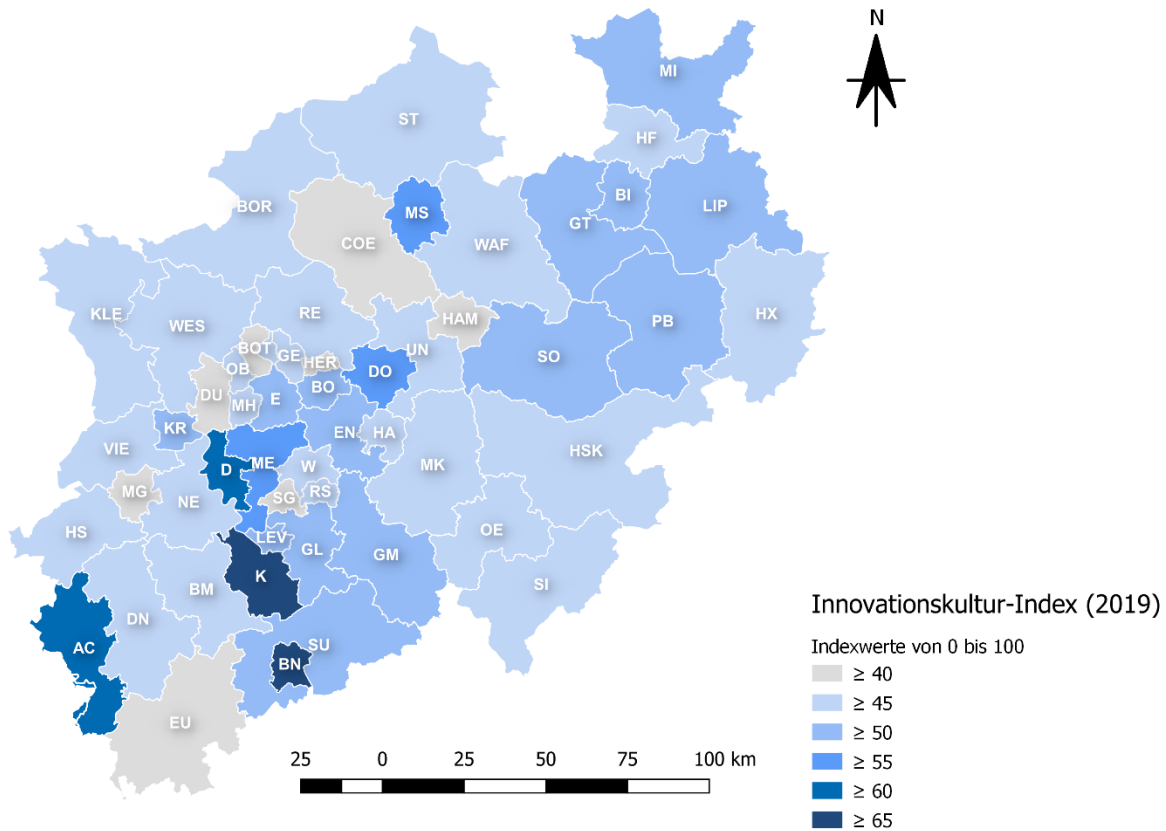 N
MI
ST
HF
BI
LIP
BOR
MS
GT
COE
WAF
KLE
WES
RE
HAM
PB
HX
UN
SO
BOT
GE
HER
OB
DO
DU
MH
E
BO
KR
EN
HA
VIE
D
ME
W
MK
HSK
MG
NE
SG
RS
HS
LEV
GL
GM
OE
K
BM
SI
DN
AC
SU
BN
EU
25 0 25 50 75 100 km
Innovationskultur-Index (2019)
Indexwerte von 0 bis 100
≥ 40
≥ 45
≥ 50
≥ 55
≥ 60
≥ 65